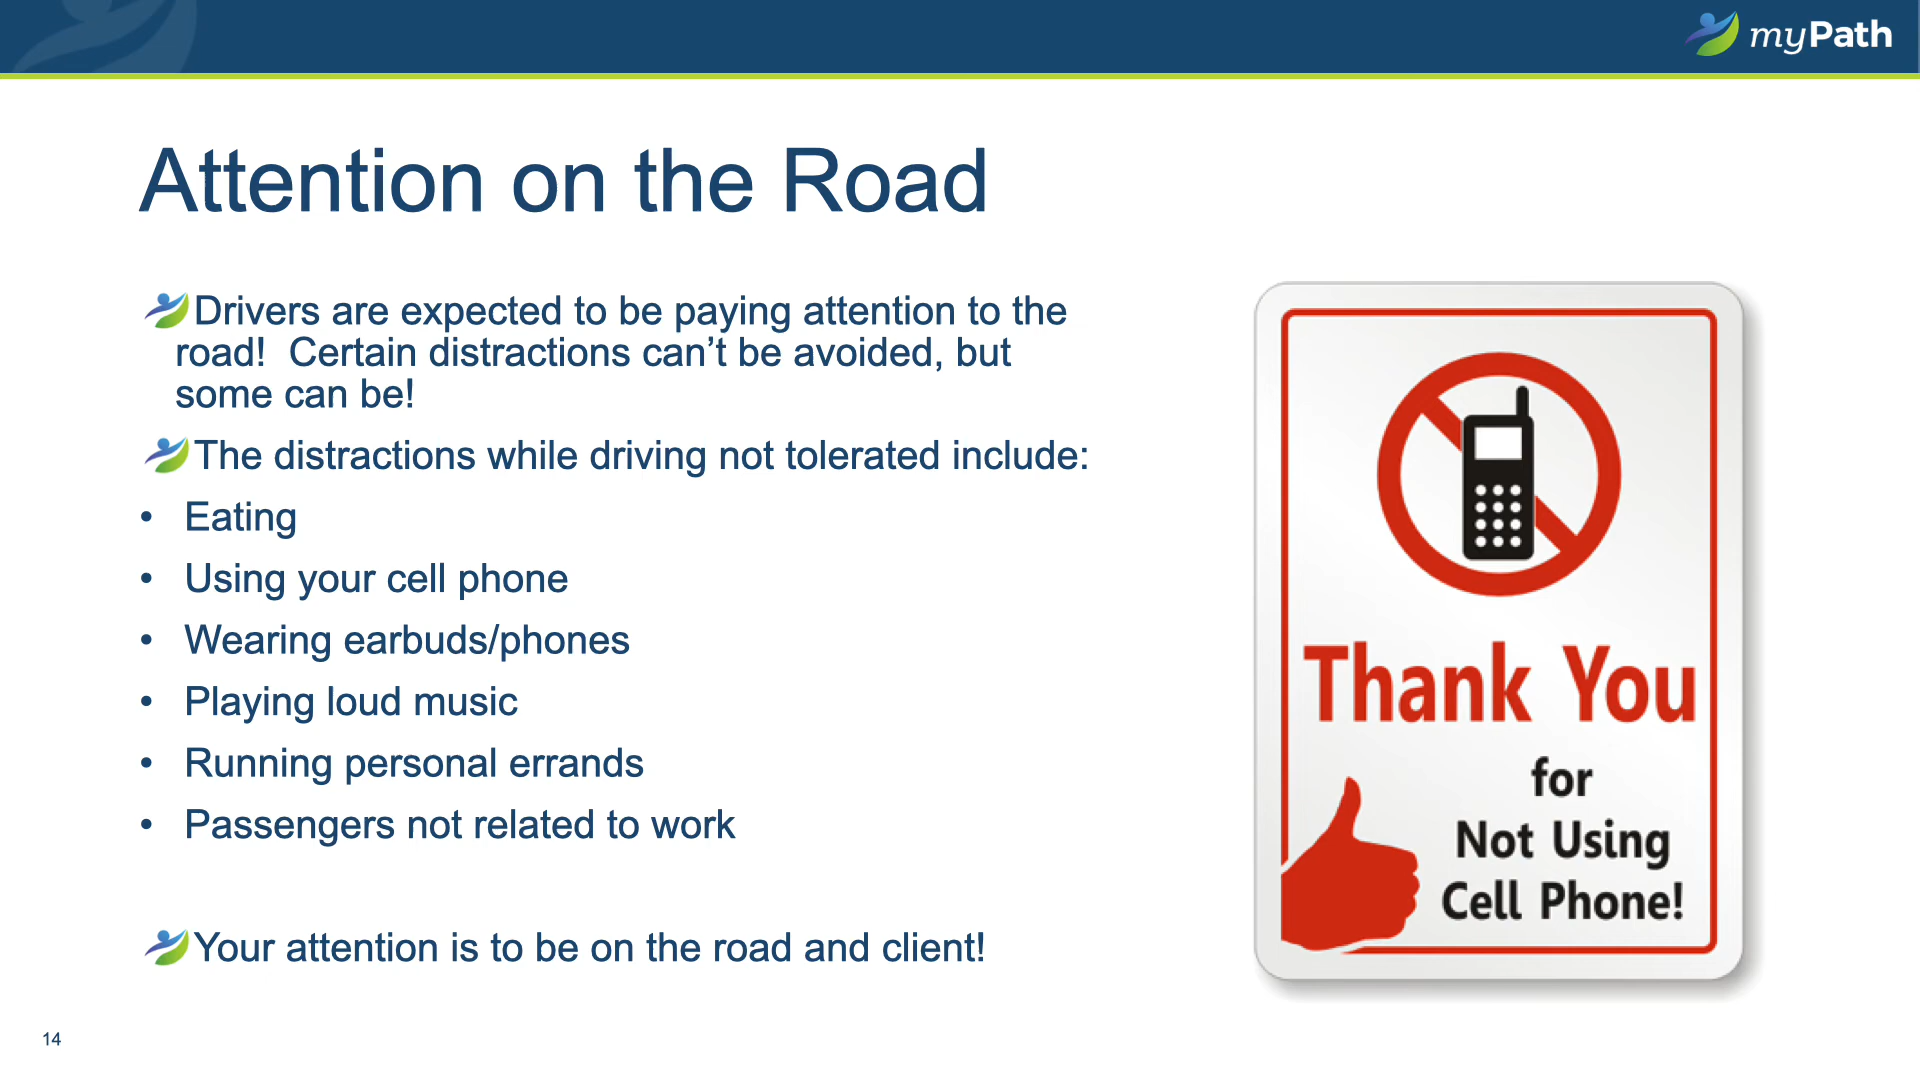 myPath
Attention on the Road
Drivers are expected to be paying attention to the
road!  Certain distractions can’t be avoided, but
some can be!
The distractions while driving not tolerated include:
• Eating
• Using your cell phone
• Wearing earbuds/phones
• Playing loud music
• Running personal errands
• Passengers not related to work
Your attention is to be on the road and client!
Thank You
for
Not Using
Cell Phone!
14